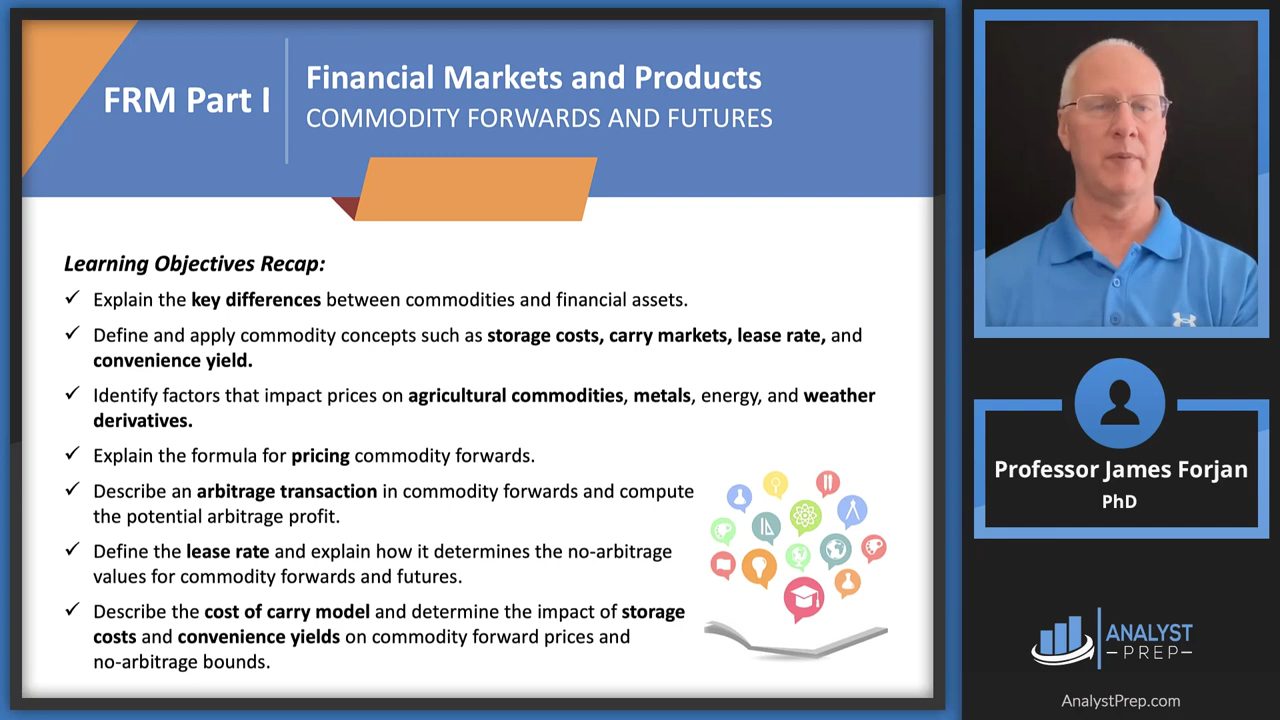 FRM Part I
Financial Markets and Products
COMMODITY FORWARDS AND FUTURES
Learning Objectives Recap:
✓ Explain the key differences between commodities and financial assets.
✓ Define and apply commodity concepts such as storage costs, carry markets, lease rate, and
convenience yield.
✓ Identify factors that impact prices on agricultural commodities, metals, energy, and weather
derivatives.
✓ Explain the formula for pricing commodity forwards.
✓ Describe an arbitrage transaction in commodity forwards and compute
the potential arbitrage profit.
✓ Define the lease rate and explain how it determines the no-arbitrage
values for commodity forwards and futures.
✓ Describe the cost of carry model and determine the impact of storage
costs and convenience yields on commodity forward prices and
no-arbitrage bounds.
Professor James Forjan
PhD
ANALYST
PREP
AnalystPrep.com